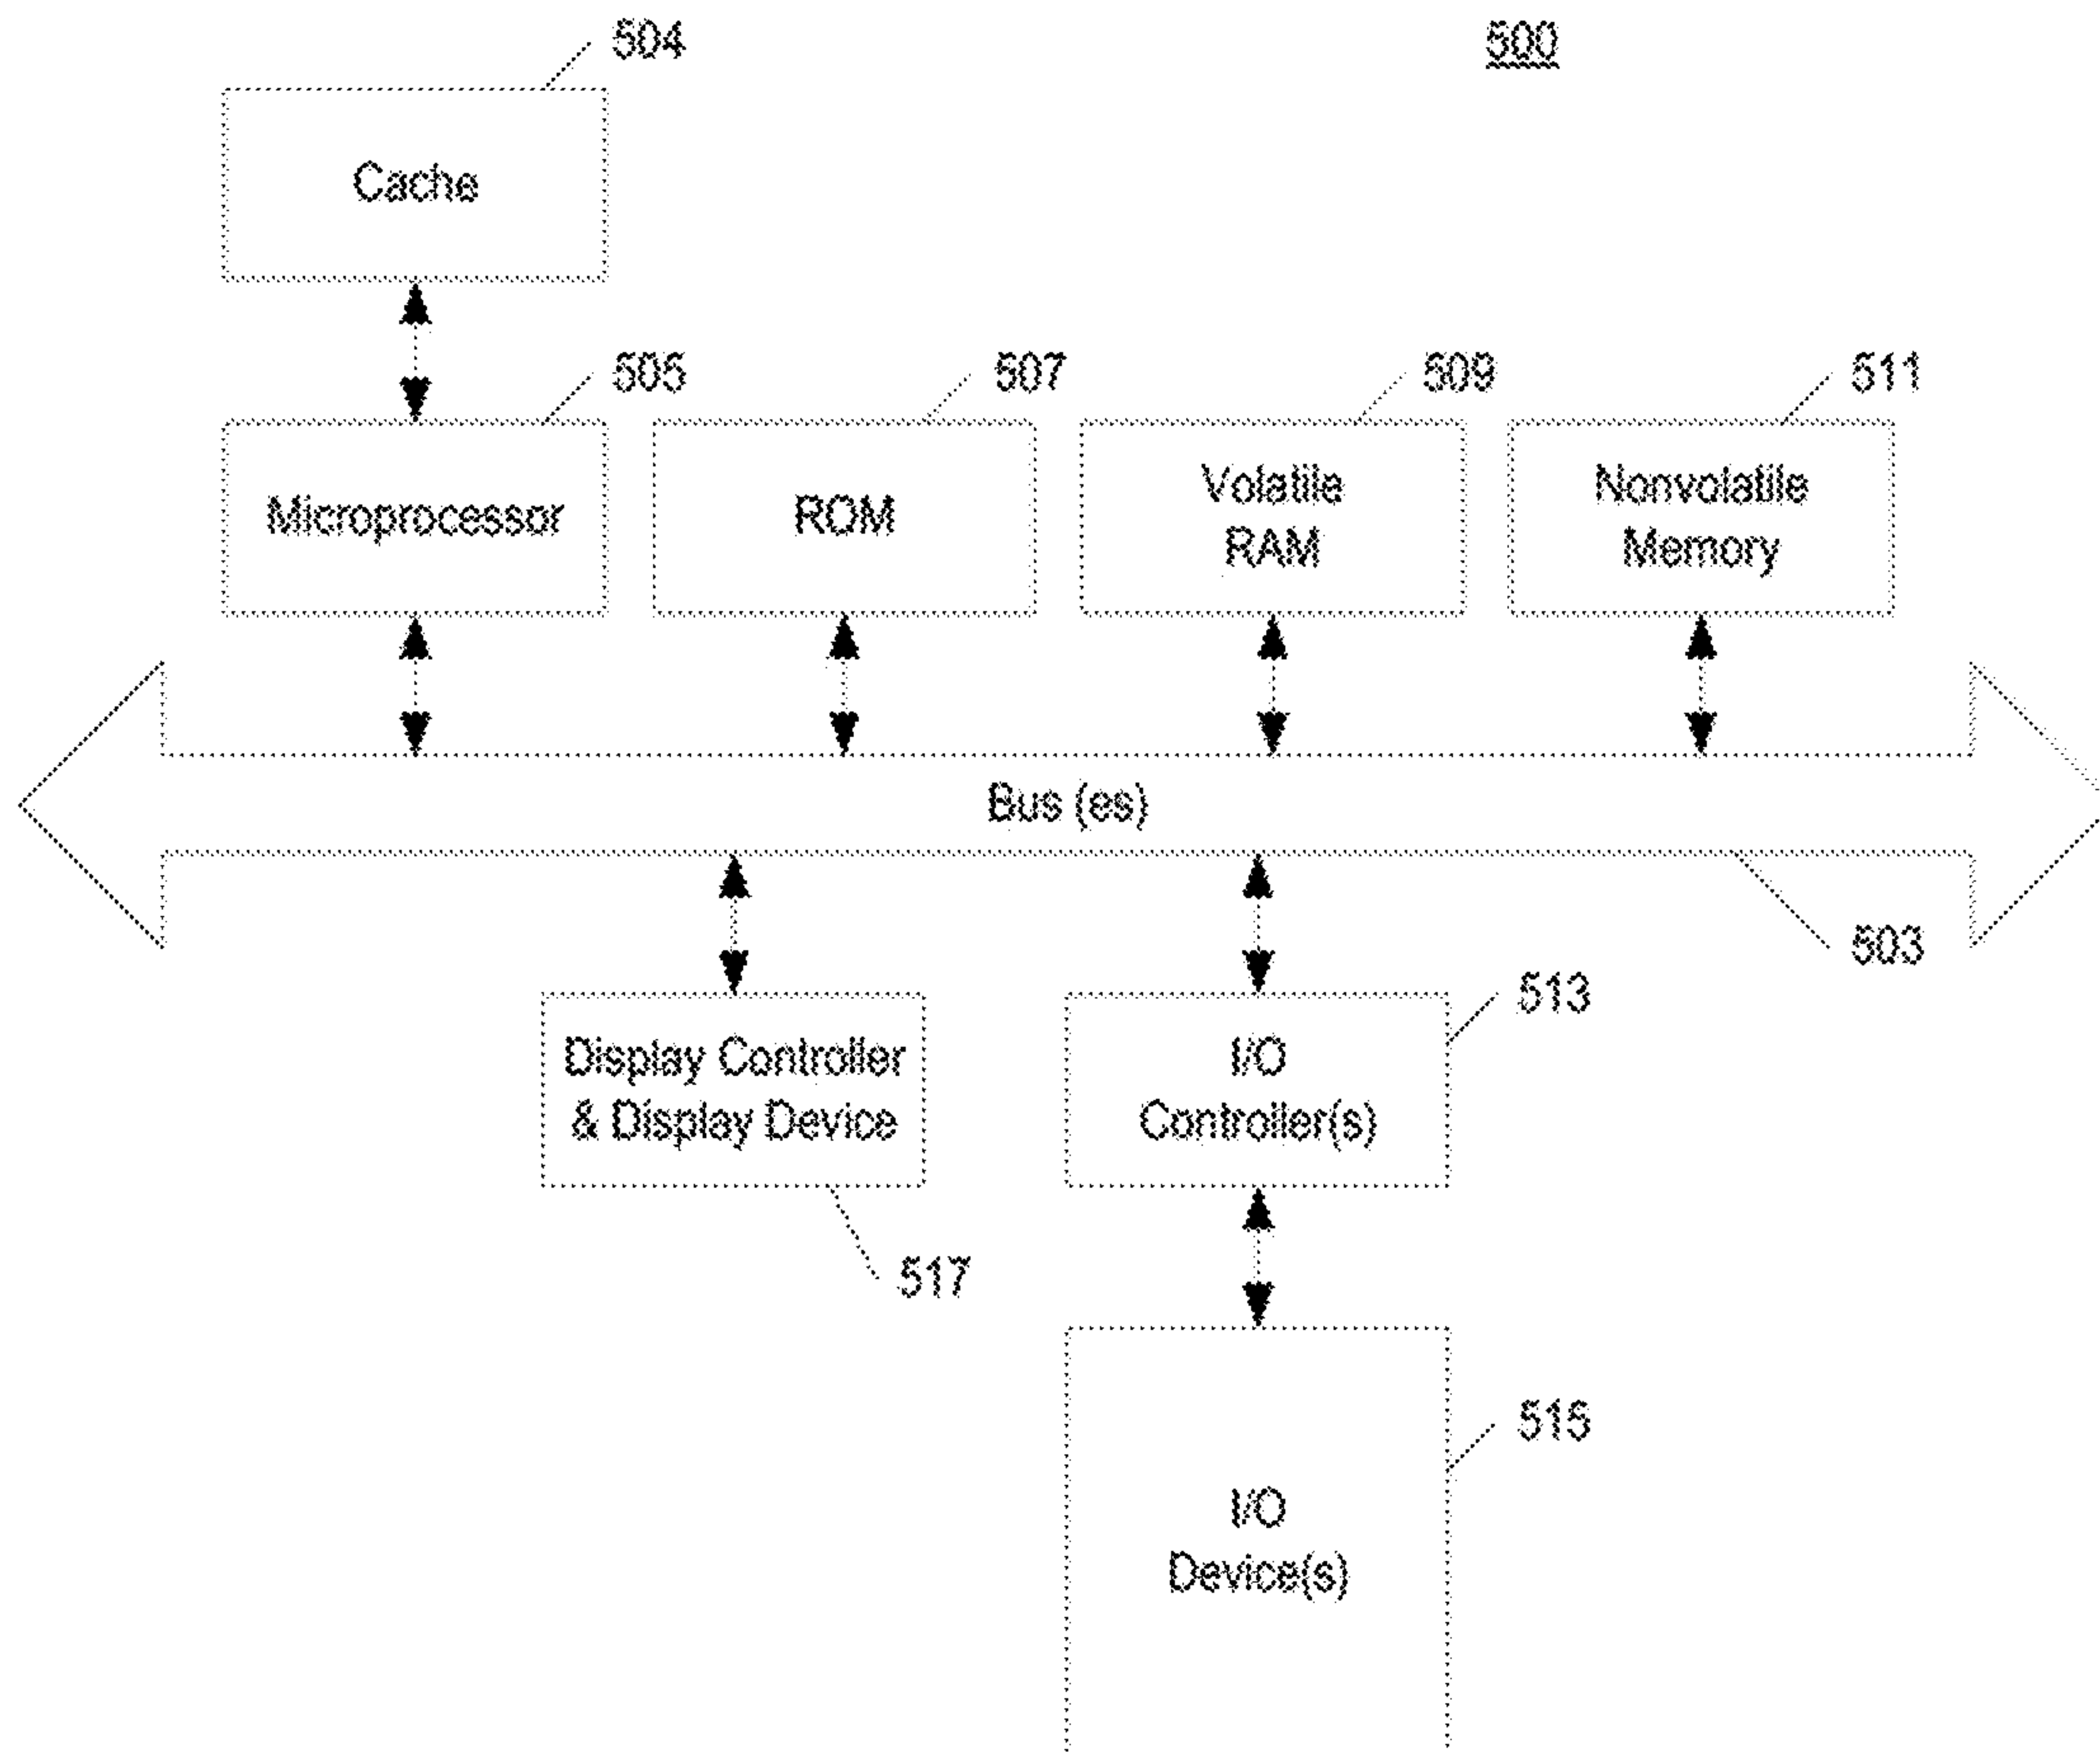 504
500
Cache
505
507
509
511
Microprocessor
ROM
Volatile
RAM
Nonvolatile
Memory
Bus (es)
503
513
Display Controller
& Display Device
I/O
Controller(s)
517
515
I/O
Device(s)